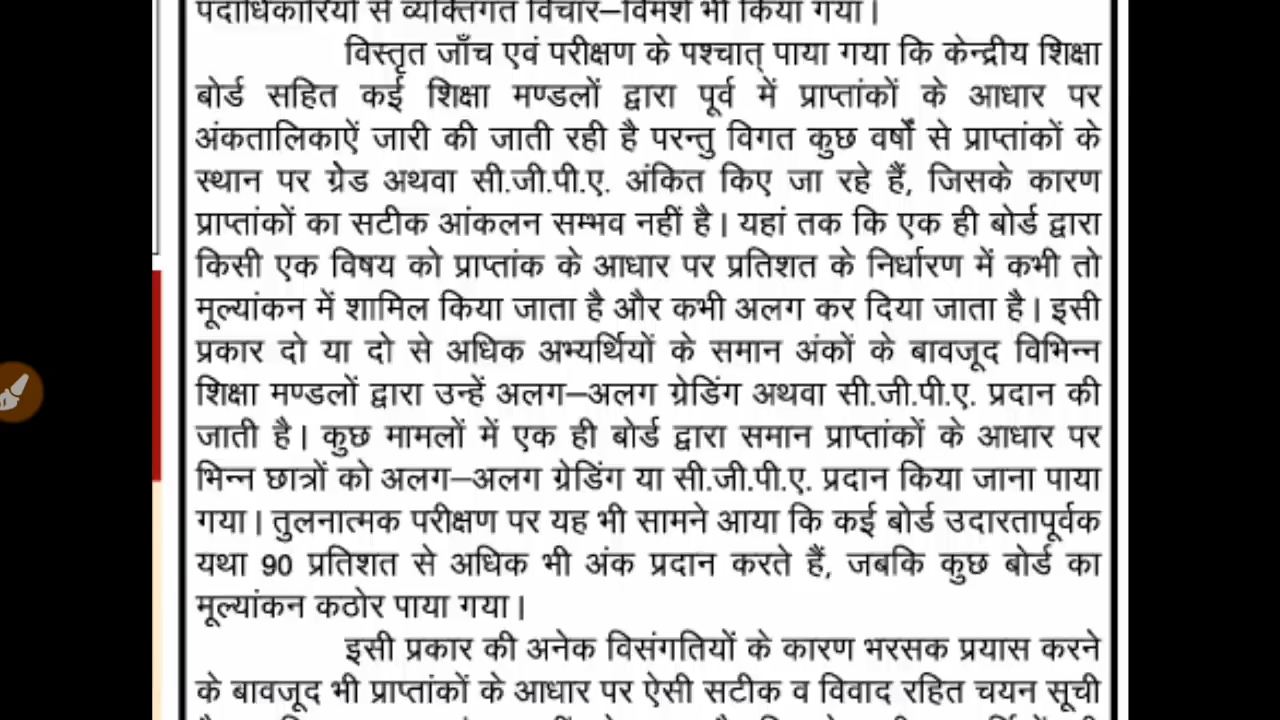 पदाधिकारियों से व्यक्तिगत विचार–विमर्श भी किया गया।
विस्तृत जाँच एवं परीक्षण के पश्चात् पाया गया कि केन्द्रीय शिक्षा
बोर्ड सहित कई शिक्षा मण्डलों द्वारा पूर्व में प्राप्तांकों के आधार पर
अंकतालिकाऐं जारी की जाती रही है परन्तु विगत कुछ वर्षों से प्राप्तांकों के
स्थान पर ग्रेड अथवा सी.जी.पी.ए. अंकित किए जा रहे हैं, जिसके कारण
प्राप्तांकों का सटीक आंकलन सम्भव नहीं है। यहां तक कि एक ही बोर्ड द्वारा
किसी एक विषय को प्राप्तांक के आधार पर प्रतिशत के निर्धारण में कभी तो
मूल्यांकन में शामिल किया जाता है और कभी अलग कर दिया जाता है। इसी
प्रकार दो या दो से अधिक अभ्यर्थियों के समान अंकों के बावजूद विभिन्न
शिक्षा मण्डलों द्वारा उन्हें अलग–अलग ग्रेडिंग अथवा सी.जी.पी.ए. प्रदान की
जाती है। कुछ मामलों में एक ही बोर्ड द्वारा समान प्राप्तांकों के आधार पर
भिन्न छात्रों को अलग–अलग ग्रेडिंग या सी.जी.पी.ए. प्रदान किया जाना पाया
गया। तुलनात्मक परीक्षण पर यह भी सामने आया कि कई बोर्ड उदारतापूर्वक
यथा 90 प्रतिशत से अधिक भी अंक प्रदान करते हैं, जबकि कुछ बोर्ड का
मूल्यांकन कठोर पाया गया।
इसी प्रकार की अनेक विसंगतियों के कारण भरसक प्रयास करने
के बावजूद भी प्राप्तांकों के आधार पर ऐसी सटीक व विवाद रहित चयन सूची